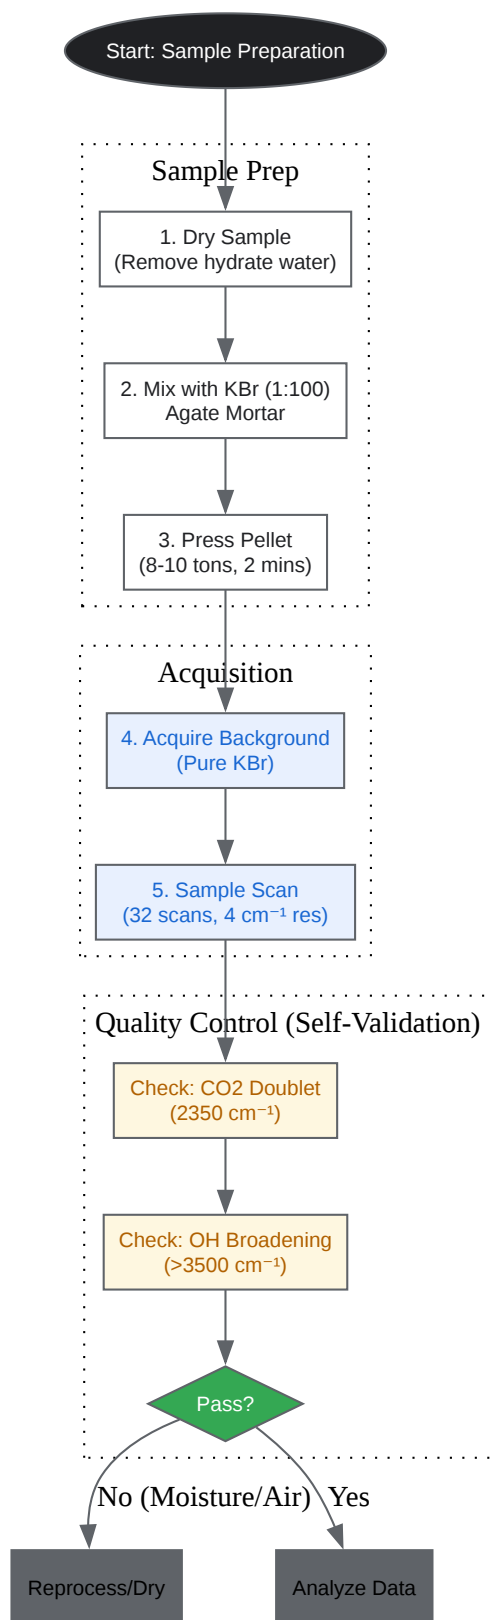 Start: Sample Preparation
Sample Prep
1. Dry Sample
(Remove hydrate water)
2. Mix with KBr (1:100)
Agate Mortar
3. Press Pellet
(8-10 tons, 2 mins)
Acquisition
4. Acquire Background
(Pure KBr)
5. Sample Scan
(32 scans, 4 cm⁻¹ res)
Quality Control (Self-Validation)
Check: CO2 Doublet
(2350 cm⁻¹)
Check: OH Broadening
(>3500 cm⁻¹)
Pass?
No (Moisture/Air)
Yes
Reprocess/Dry
Analyze Data